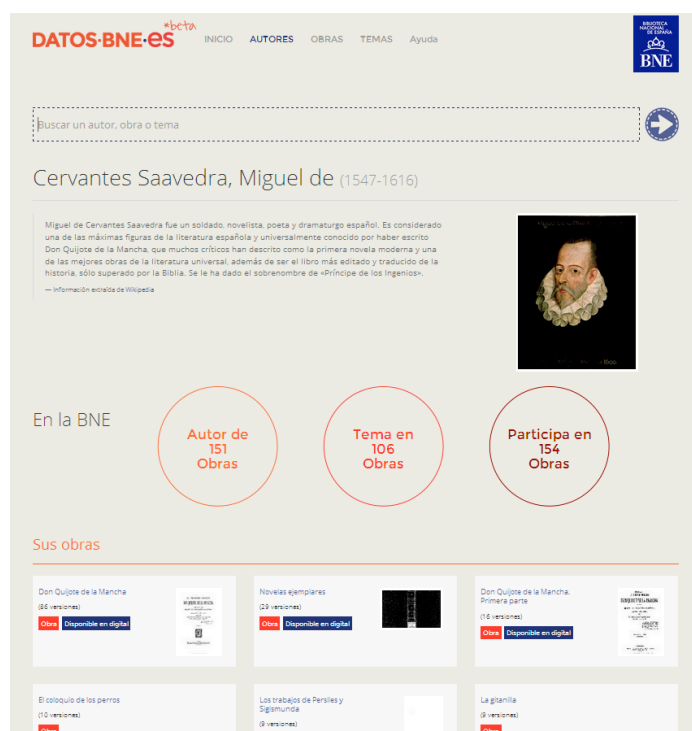 DATOS·BNE·eS *beta
INICIO AUTORES OBRAS TEMAS Ayuda
BIBLIOTECA
NACIONAL
DE ESPAÑA
BNE
Buscar un autor, obra o tema
Cervantes Saavedra, Miguel de (1547-1616)
Miguel de Cervantes Saavedra fue un soldado, novelista, poeta y dramaturgo español. Es considerado
una de las máximas figuras de la literatura española y universalmente conocido por haber escrito
Don Quijote de la Mancha, que muchos críticos han descrito como la primera novela moderna y una
de las mejores obras de la literatura universal, además de ser el libro más editado y traducido de la
historia, sólo superado por la Biblia. Se le ha dado el sobrenombre de «Príncipe de los Ingenios».
— Información extraída de Wikipedia
En la BNE
Autor de
151
Obras
Tema en
106
Obras
Participa en
154
Obras
Sus obras
Don Quijote de la Mancha
(86 versiones)
Obra Disponible en digital
Novelas ejemplares
(29 versiones)
Obra Disponible en digital
Don Quijote de la Mancha.
Primera parte
(16 versiones)
Obra Disponible en digital
El coloquio de los perros
(10 versiones)
Obra
Los trabajos de Persiles y
Sigismunda
(9 versiones)
La gitanilla
(9 versiones)
Obra